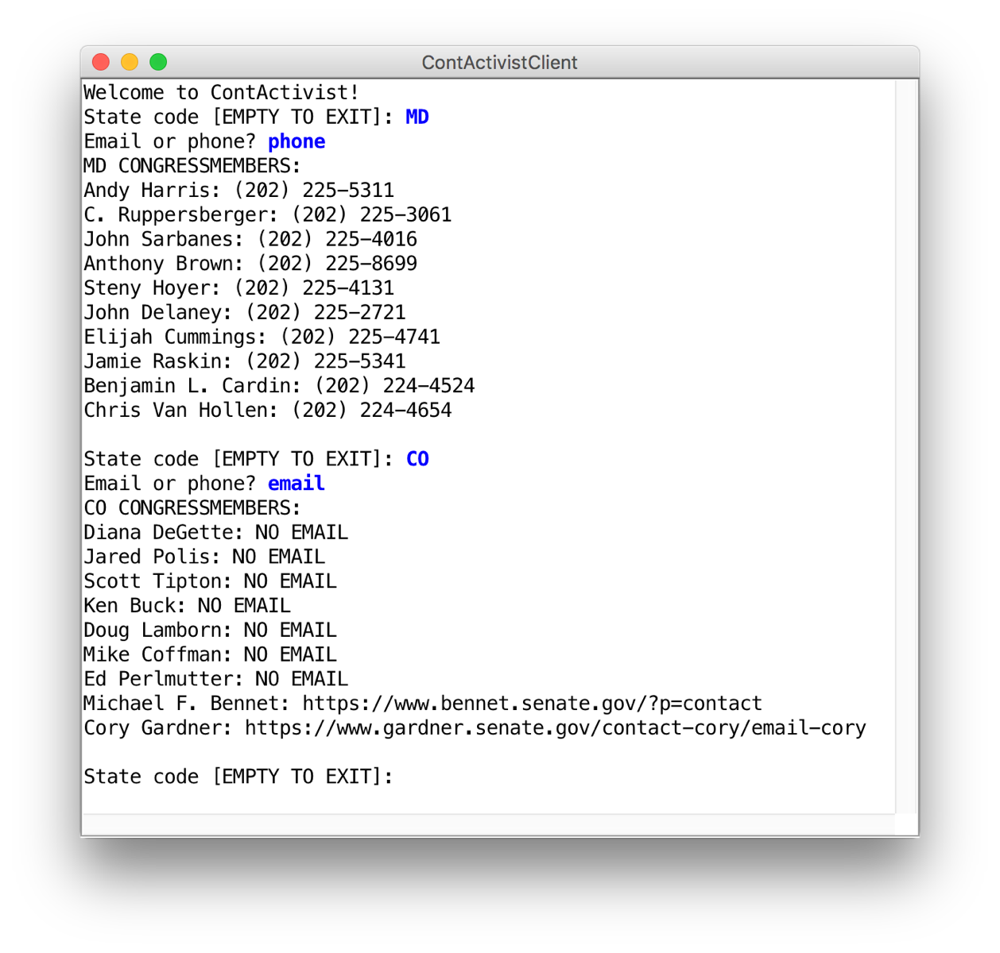 ContActivistClient
Welcome to ContActivist!
State code [EMPTY TO EXIT]: MD
Email or phone? phone
MD CONGRESSMEMBERS:
Andy Harris: (202) 225-5311
C. Ruppersberger: (202) 225-3061
John Sarbanes: (202) 225-4016
Anthony Brown: (202) 225-8699
Steny Hoyer: (202) 225-4131
John Delaney: (202) 225-2721
Elijah Cummings: (202) 225-4741
Jamie Raskin: (202) 225-5341
Benjamin L. Cardin: (202) 224-4524
Chris Van Hollen: (202) 224-4654
State code [EMPTY TO EXIT]: CO
Email or phone? email
CO CONGRESSMEMBERS:
Diana DeGette: NO EMAIL
Jared Polis: NO EMAIL
Scott Tipton: NO EMAIL
Ken Buck: NO EMAIL
Doug Lamborn: NO EMAIL
Mike Coffman: NO EMAIL
Ed Perlmutter: NO EMAIL
Michael F. Bennet: https://www.bennet.senate.gov/?p=contact
Cory Gardner: https://www.gardner.senate.gov/contact-cory/email-cory
State code [EMPTY TO EXIT]: